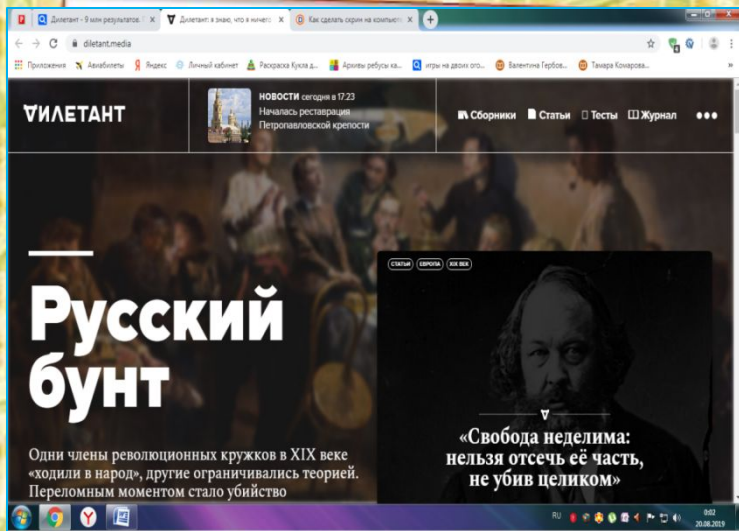 Дилетант - 9 млн результатов.
Дилетант: я знаю, что я ничего
Как сделать скрин на компьюте
diletant.media
Приложения Авиабилеты Яндекс Личный кабинет Раскраска Кукла д... Архивы ребусы ка... игры на двоих ого... Валентина Гербов... Тамара Комарова... »
ДИЛЕТАНТ
НОВОСТИ сегодня в 17:23
Началась реставрация
Петропавловской крепости
Сборники Статьи Тесты Журнал
СТАТЬИ ЕВРОПА XIX ВЕК
Русский
бунт
Одни члены революционных кружков в XIX веке
«ходили в народ», другие ограничивались теорией.
Переломным моментом стало убийство
«Свобода неделима:
нельзя отсечь её часть,
не убив целиком»
RU
0:02
20.08.2019